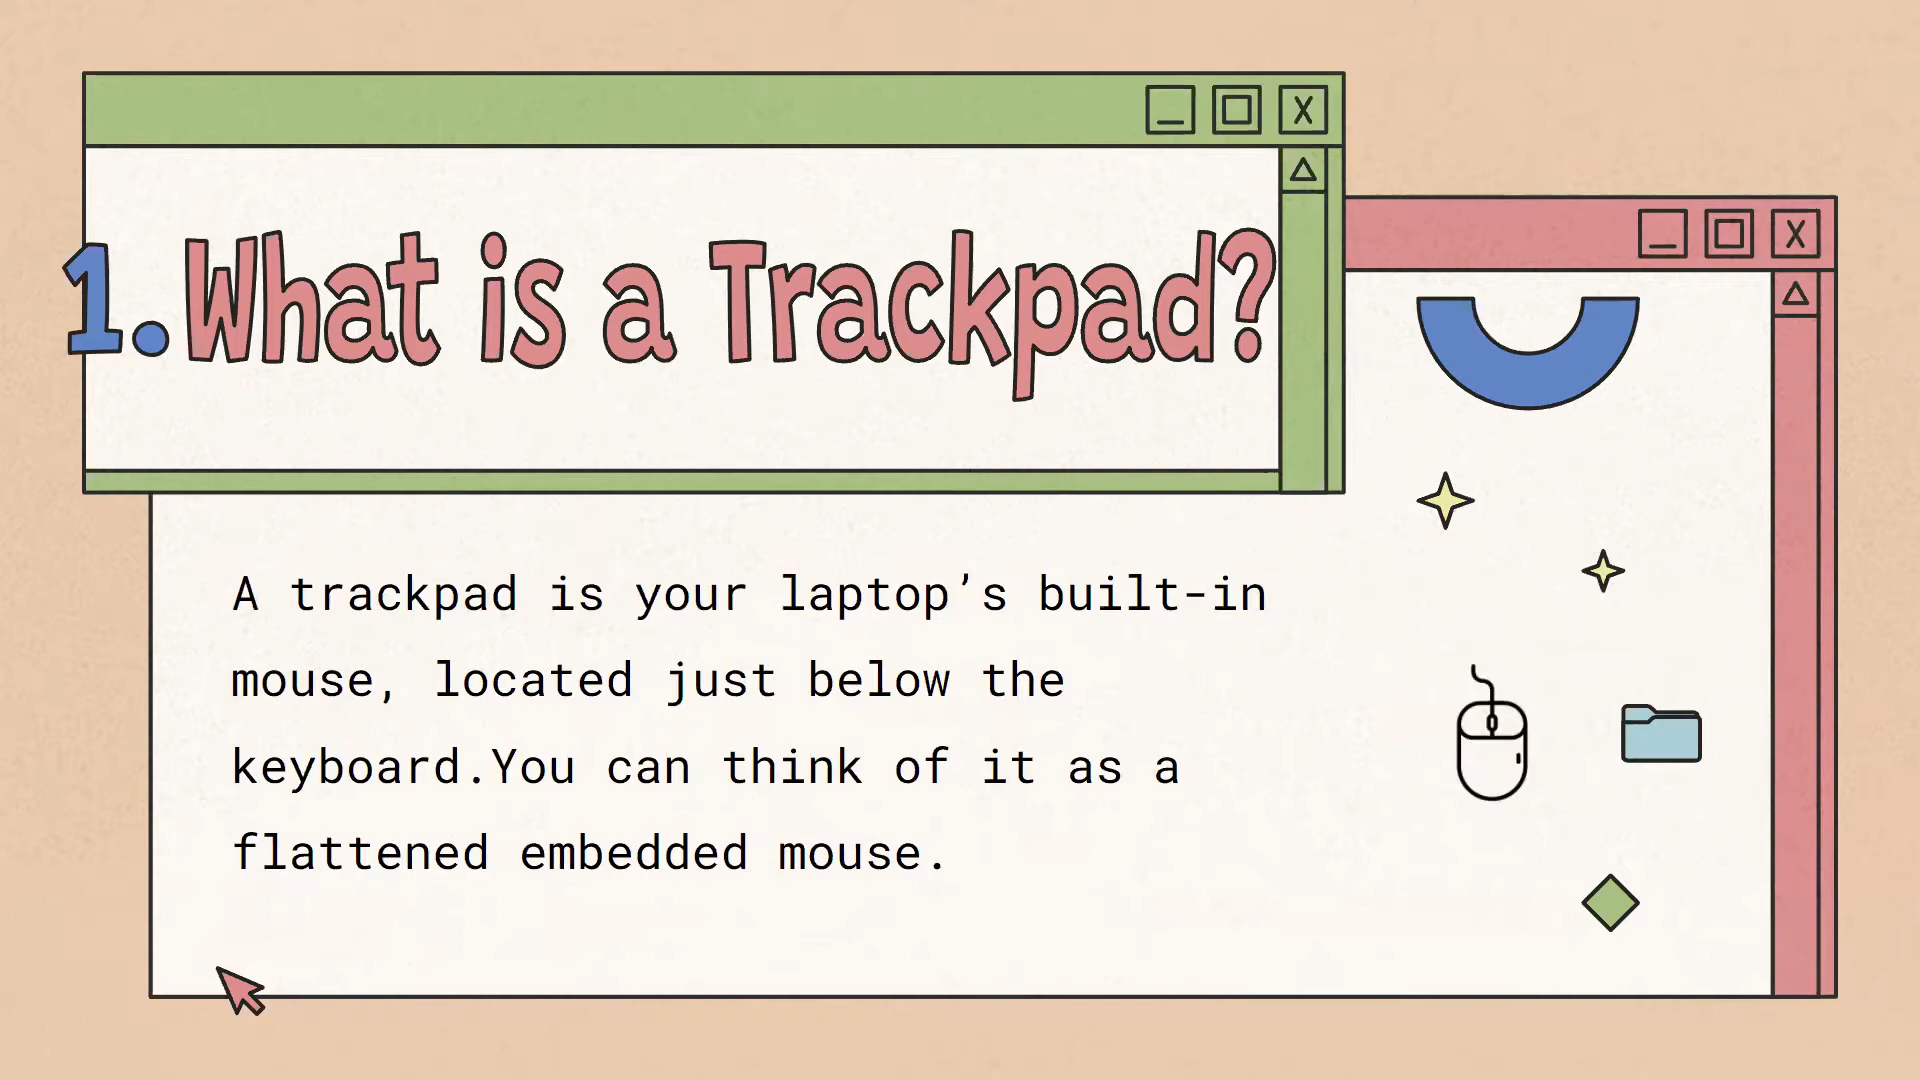 1. What is a Trackpad?
A trackpad is your laptop’s built-in
mouse, located just below the
keyboard.You can think of it as a
flattened embedded mouse.